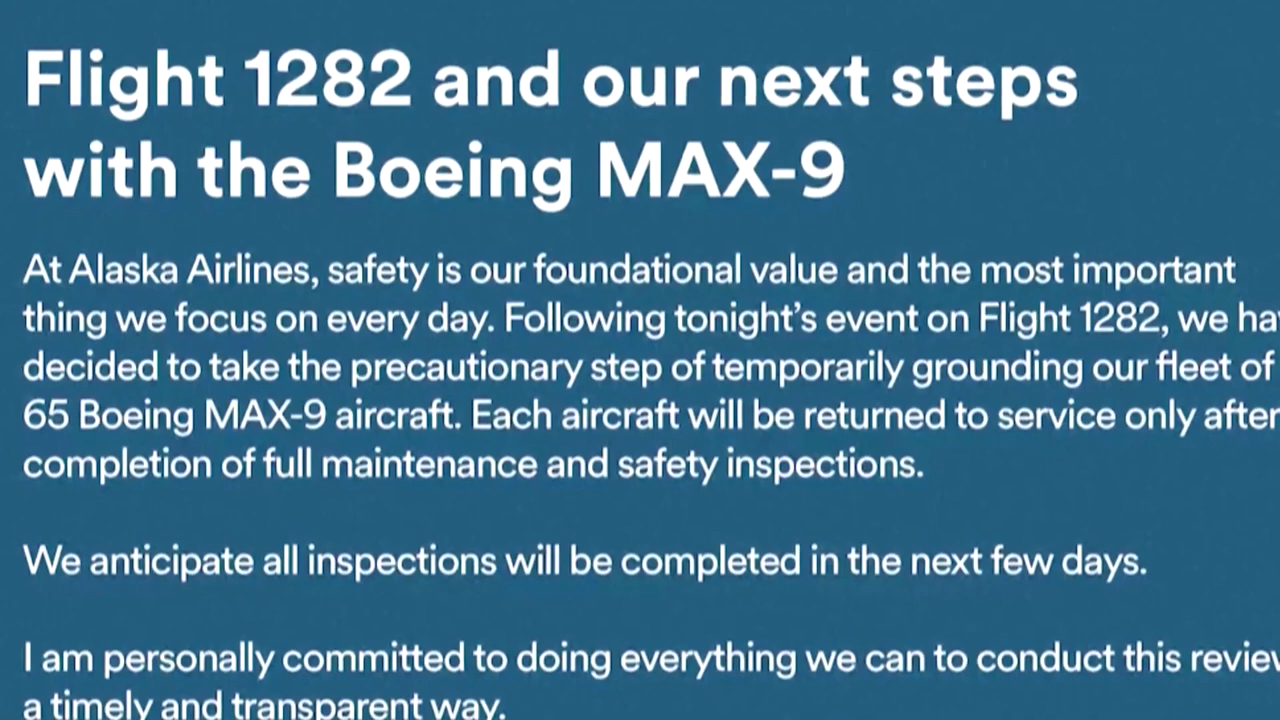 Flight 1282 and our next steps
with the Boeing MAX-9
At Alaska Airlines, safety is our foundational value and the most important
thing we focus on every day. Following tonight’s event on Flight 1282, we hav
decided to take the precautionary step of temporarily grounding our fleet of
65 Boeing MAX-9 aircraft. Each aircraft will be returned to service only after
completion of full maintenance and safety inspections.
We anticipate all inspections will be completed in the next few days.
I am personally committed to doing everything we can to conduct this review
a timely and transparent way.